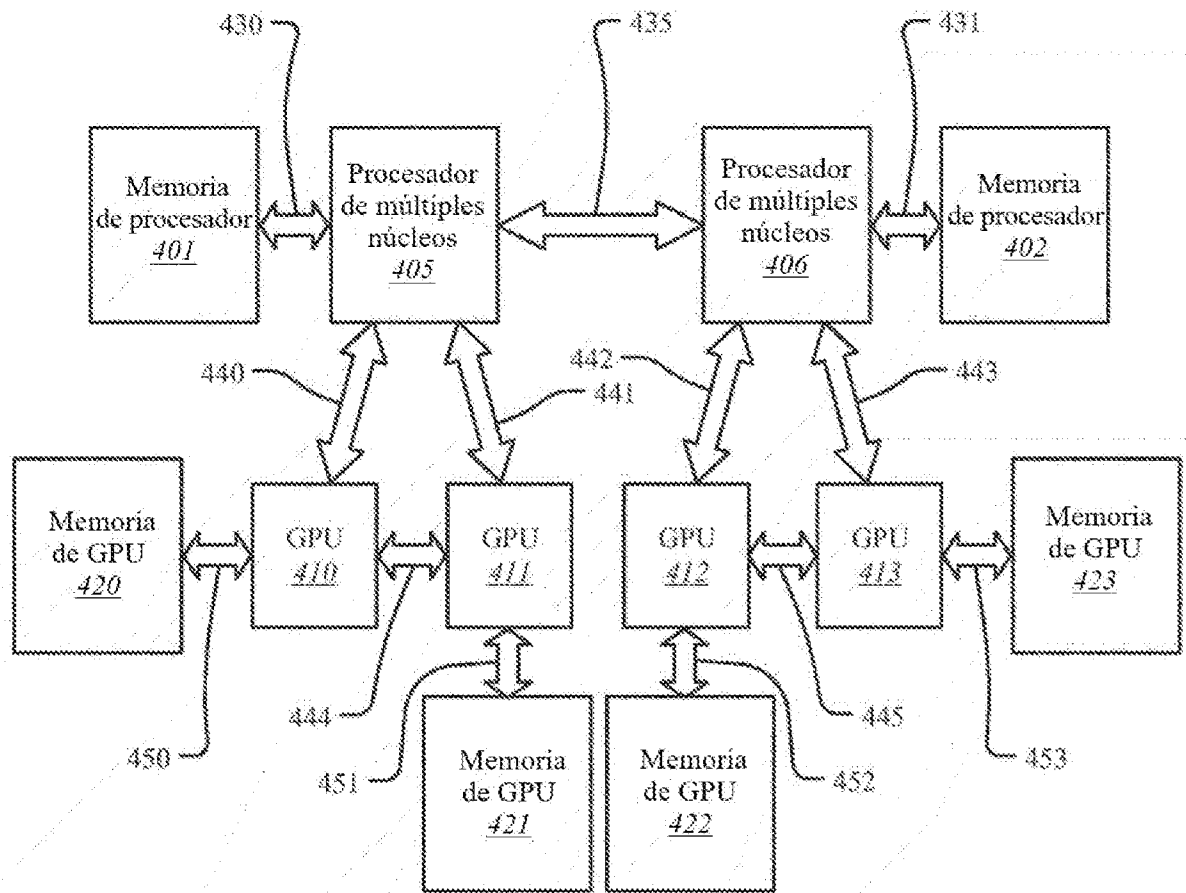 430
435
431
Memoria
de procesador
401
Procesador
de múltiples
núcleos
405
Procesador
de múltiples
núcleos
406
Memoria
de procesador
402
440
441
442
443
Memoria
de GPU
420
GPU
410
GPU
411
GPU
412
GPU
413
Memoria
de GPU
423
450
444
451
Memoria
de GPU
421
Memoria
de GPU
422
452
445
453